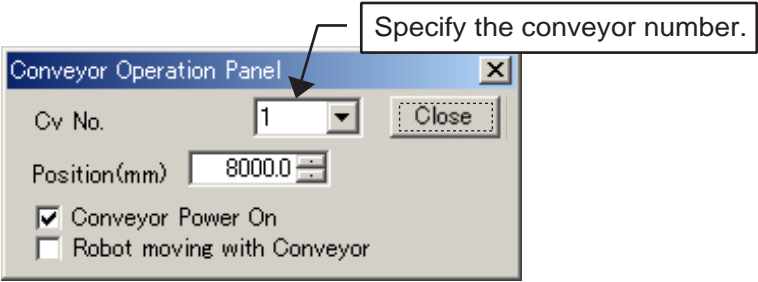 Specify the conveyor number.
Conveyor Operation Panel
Cv No. 1 Close
Position(mm) 8000.0
Conveyor Power On
Robot moving with Conveyor